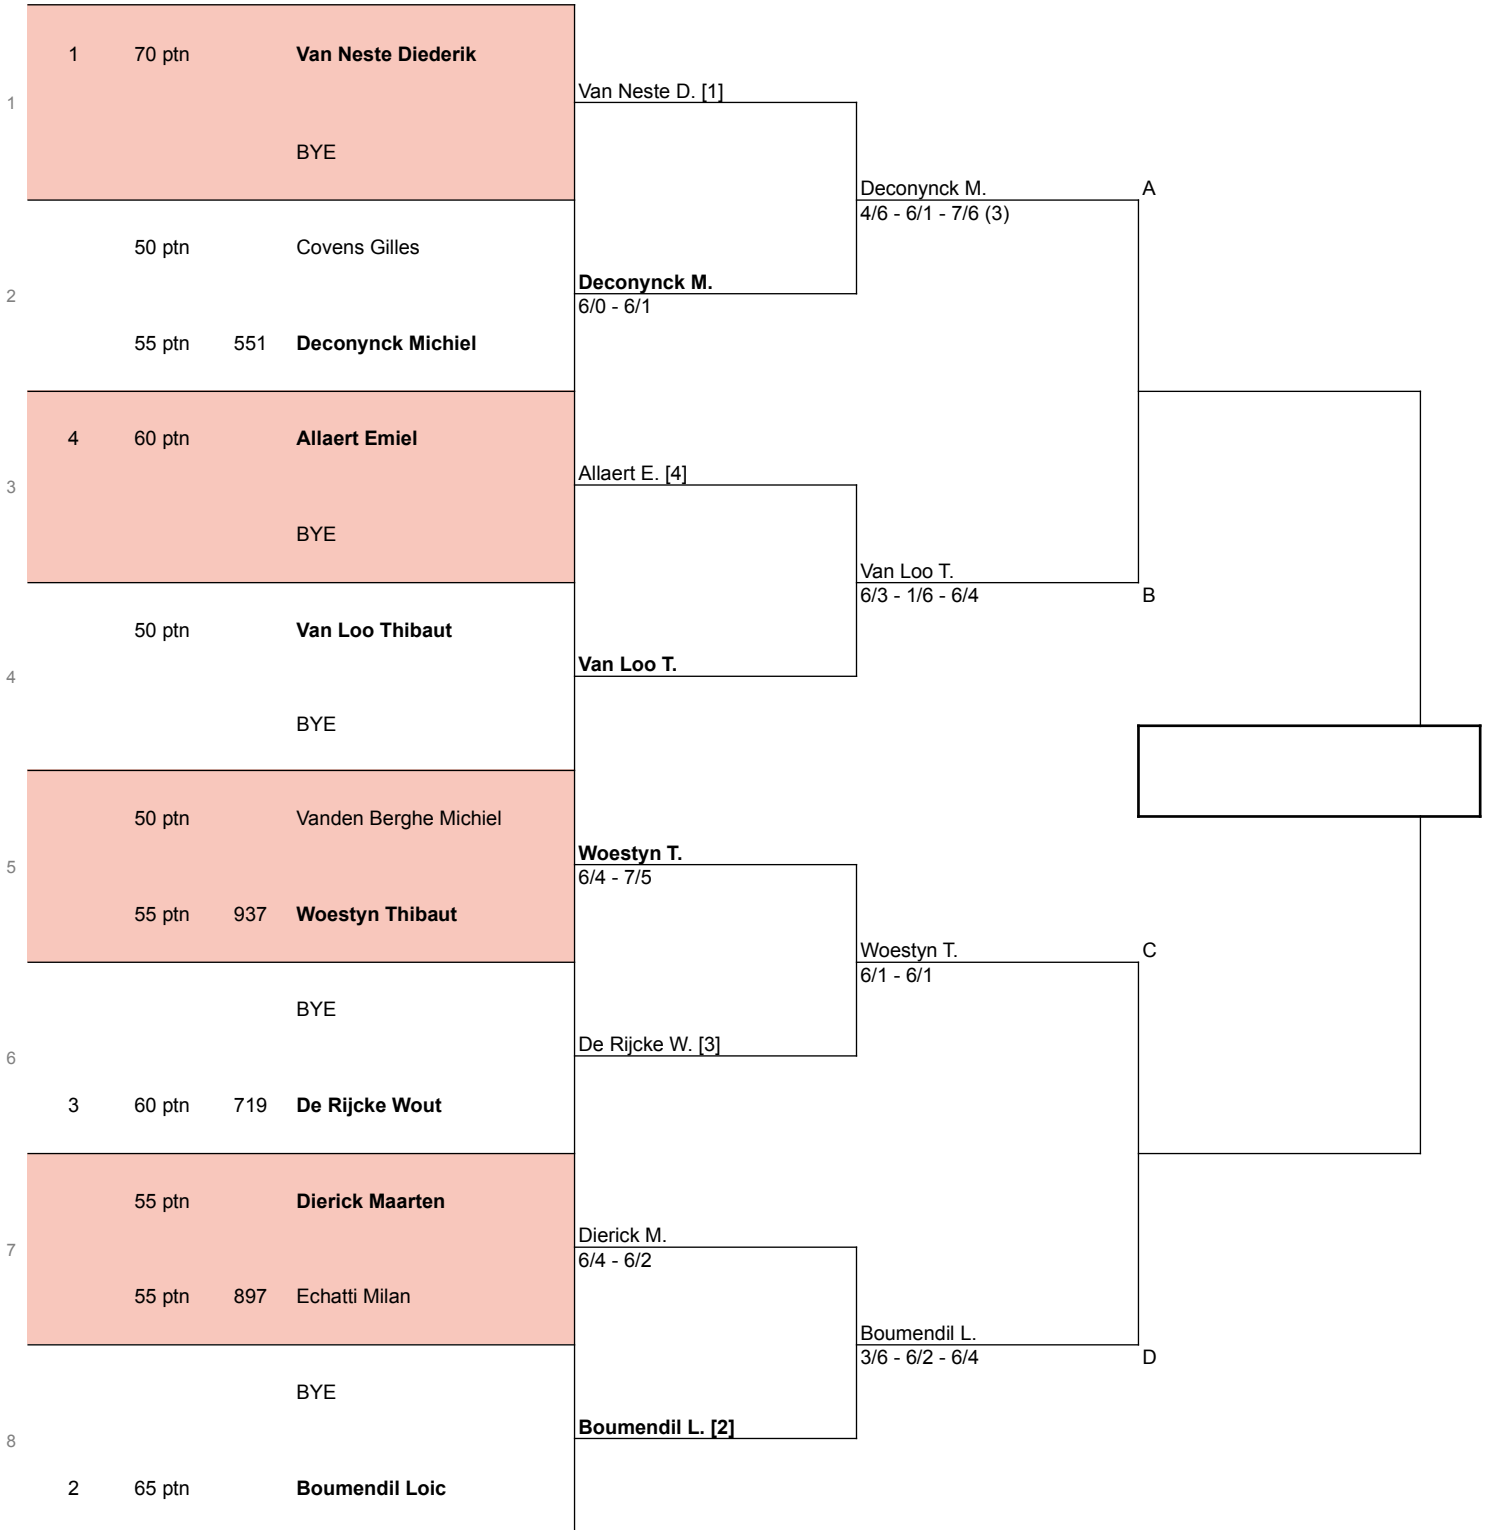 1 70 ptn Van Neste Diederik
Van Neste D. [1]
1
BYE
Deconynck M. A
4/6 - 6/1 - 7/6 (3)
50 ptn Covens Gilles
Deconynck M.
2
6/0 - 6/1
55 ptn 551 Deconynck Michiel
4 60 ptn Allaert Emiel
Allaert E. [4]
3
BYE
Van Loo T.
6/3 - 1/6 - 6/4 B
50 ptn Van Loo Thibaut
Van Loo T.
4
BYE
50 ptn Vanden Berghe Michiel
Woestyn T.
5
6/4 - 7/5
55 ptn 937 Woestyn Thibaut
Woestyn T. C
6/1 - 6/1
BYE
De Rijcke W. [3]
6
3 60 ptn 719 De Rijcke Wout
55 ptn Dierick Maarten
Dierick M.
7
6/4 - 6/2
55 ptn 897 Echatti Milan
Boumendil L.
3/6 - 6/2 - 6/4 D
BYE
Boumendil L. [2]
8
2 65 ptn Boumendil Loic